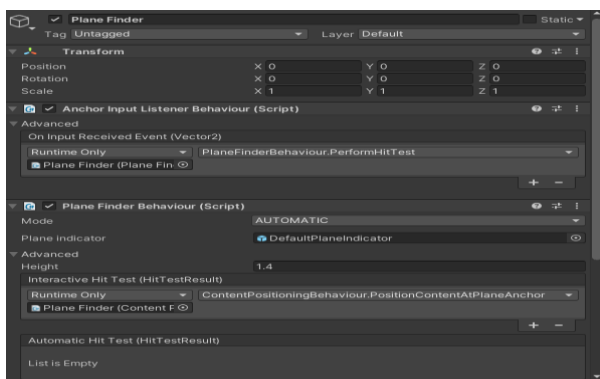 Plane Finder Static
Tag Untagged Layer Default
Transform
Position X 0 Y 0 Z 0
Rotation X 0 Y 0 Z 0
Scale X 1 Y 1 Z 1
Anchor Input Listener Behaviour (Script)
Advanced
On Input Received Event (Vector2)
Runtime Only PlaneFinderBehaviour.PerformHitTest
Plane Finder (Plane Fin
+ −
Plane Finder Behaviour (Script)
Mode AUTOMATIC
Plane indicator DefaultPlaneIndicator
Advanced
Height 1.4
Interactive Hit Test (HitTestResult)
Runtime Only ContentPositioningBehaviour.PositionContentAtPlaneAnchor
Plane Finder (Content F
+ −
Automatic Hit Test (HitTestResult)
List is Empty